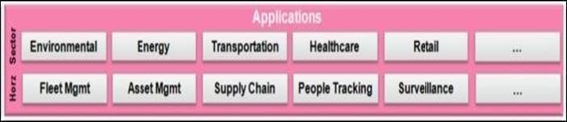 Applications
Sector
Environmental Energy Transportation Healthcare Retail ...
Horz
Fleet Mgmt Asset Mgmt Supply Chain People Tracking Surveillance ...